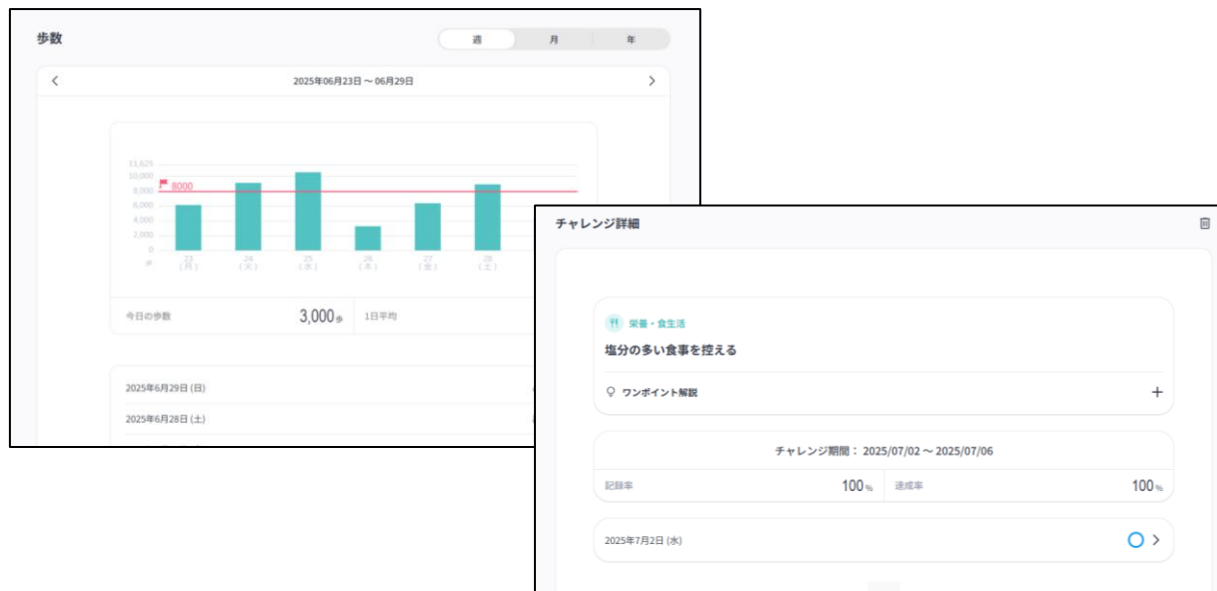 歩数
週 月 年
2025年06月23日 ～ 06月29日
11,625
10,000
8000
8,000
6,000
4,000
2,000
0
歩
23 24 25 26 27 28
(月) (火) (水) (木) (金) (土)
今日の歩数 3,000歩 1日平均
2025年6月29日 (日)
2025年6月28日 (土)
チャレンジ詳細
栄養・食生活
塩分の多い食事を控える
ワンポイント解説
チャレンジ期間： 2025/07/02 ～ 2025/07/06
記録率 100% 達成率 100%
2025年7月2日 (水)